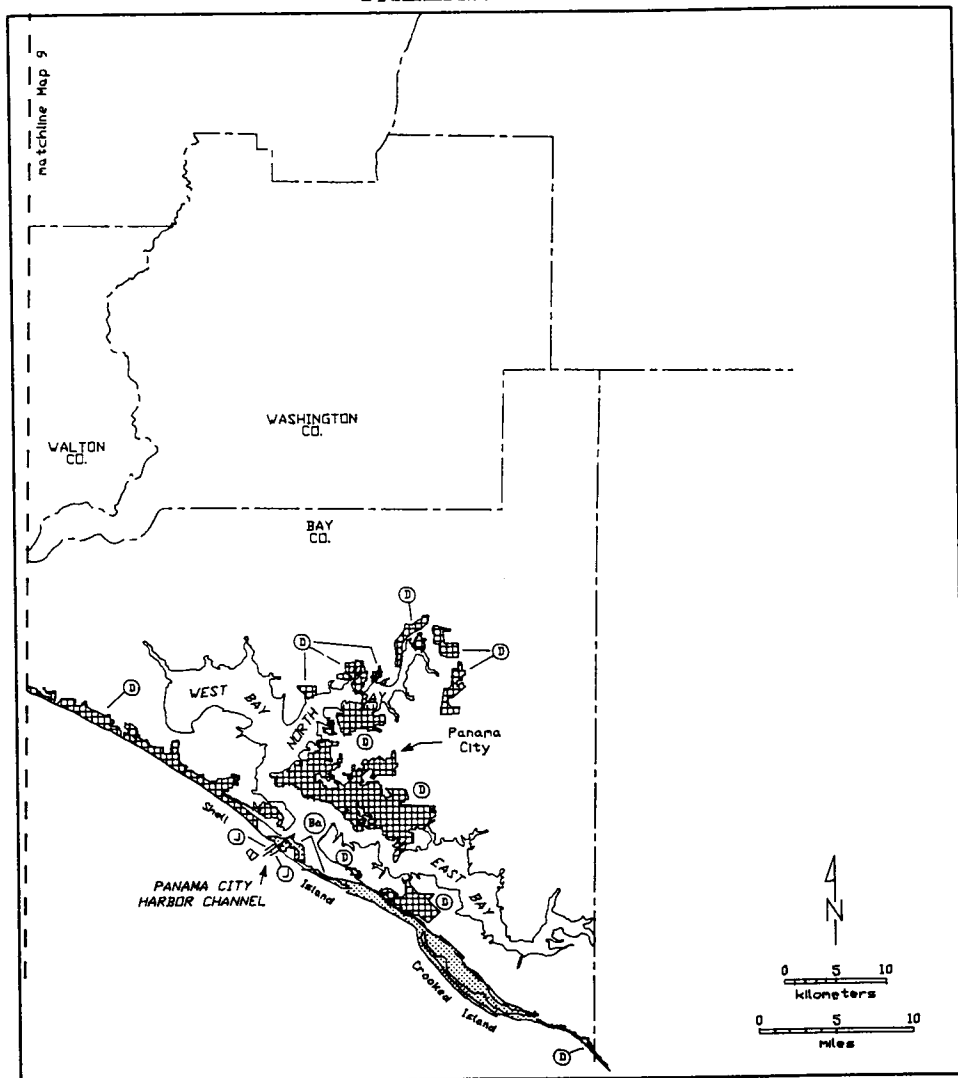 matchline Map 9
WALTON
CO.
WASHINGTON
CO.
BAY
CO.
D
D
D
D
D
WEST
BAY
NORTH
BAY
D
Panama
City
D
Shell
Island
J
J
Ba
D
D
EAST
BAY
PANAMA CITY
HARBOR CHANNEL
Crooked
Island
D
N
0 5 10
kilometers
0 5 10
miles